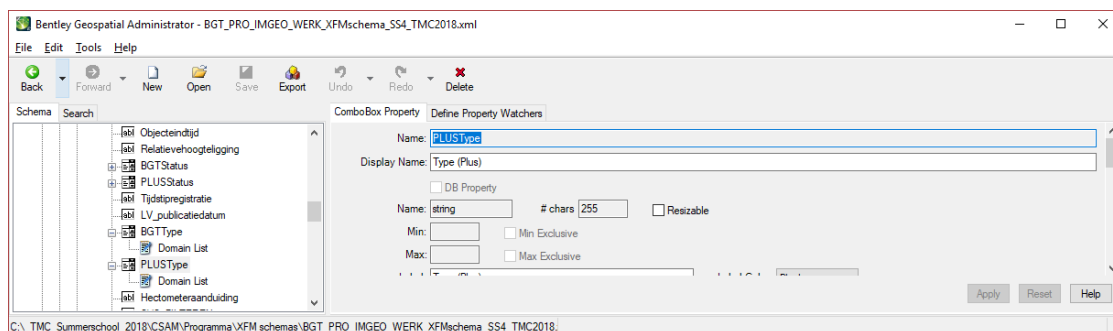 Bentley Geospatial Administrator - BGT_PRO_IMGEO_WERK_XFMschema_SS4_TMC2018.xml
File Edit Tools Help
Back Forward New Open Save Export Undo Redo Delete
Schema Search
Objecteindtijd
Relatievehoogteligging
BGTStatus
PLUSStatus
Tijdstipregistratie
LV_publicatiedatum
BGTType
Domain List
PLUSType
Domain List
Hectometeraanduiding
ComboBox Property Define Property Watchers
Name: PLUSType
Display Name: Type (Plus)
DB Property
Name: string # chars 255 Resizable
Min: Min Exclusive
Max: Max Exclusive
Apply Reset Help
C:\_TMC_Summerschool_2018\CSAM\Programma\XFM schemas\BGT_PRO_IMGEO_WERK_XFMschema_SS4_TMC2018.